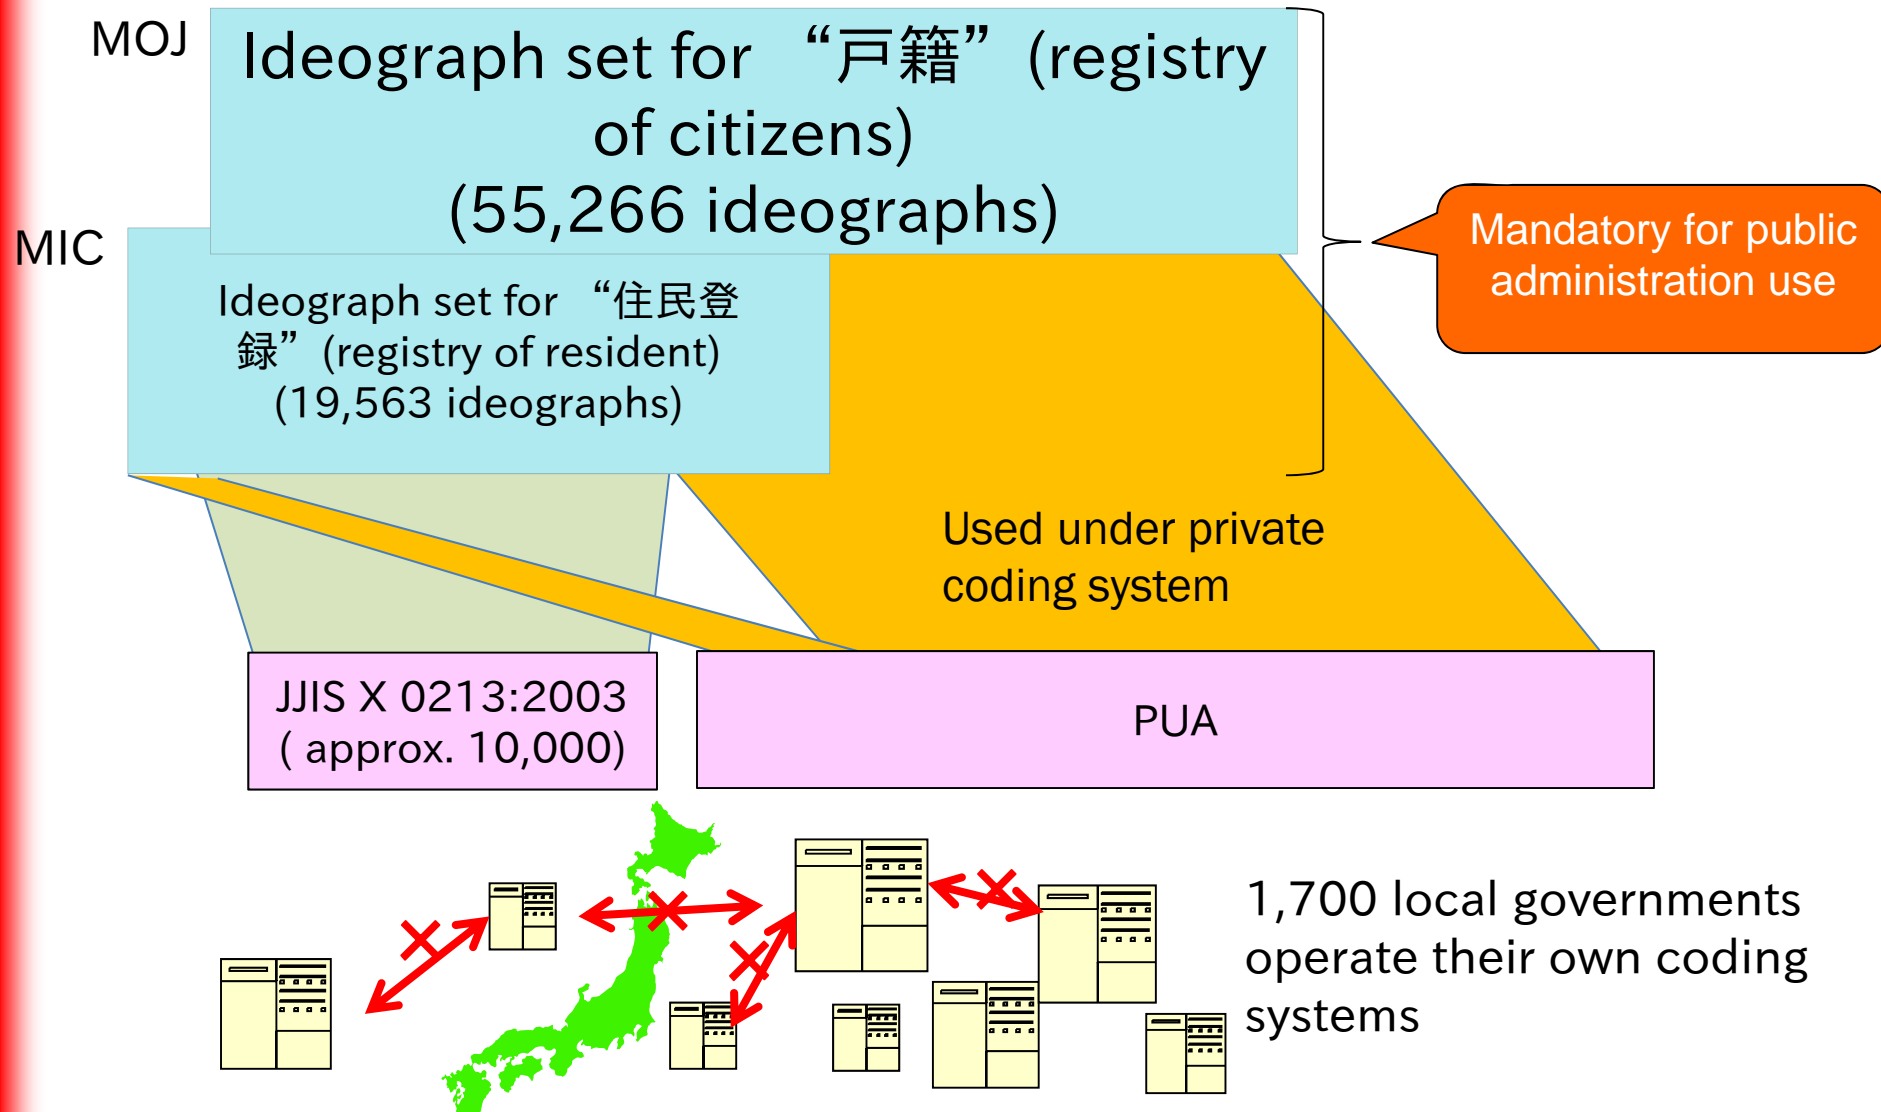 MOJ
Ideograph set for “戸籍” (registry
of citizens)
(55,266 ideographs)
MIC
Ideograph set for “住民登
録” (registry of resident)
(19,563 ideographs)
Mandatory for public
administration use
Used under private
coding system
JJIS X 0213:2003
( approx. 10,000)
PUA
1,700 local governments
operate their own coding
systems